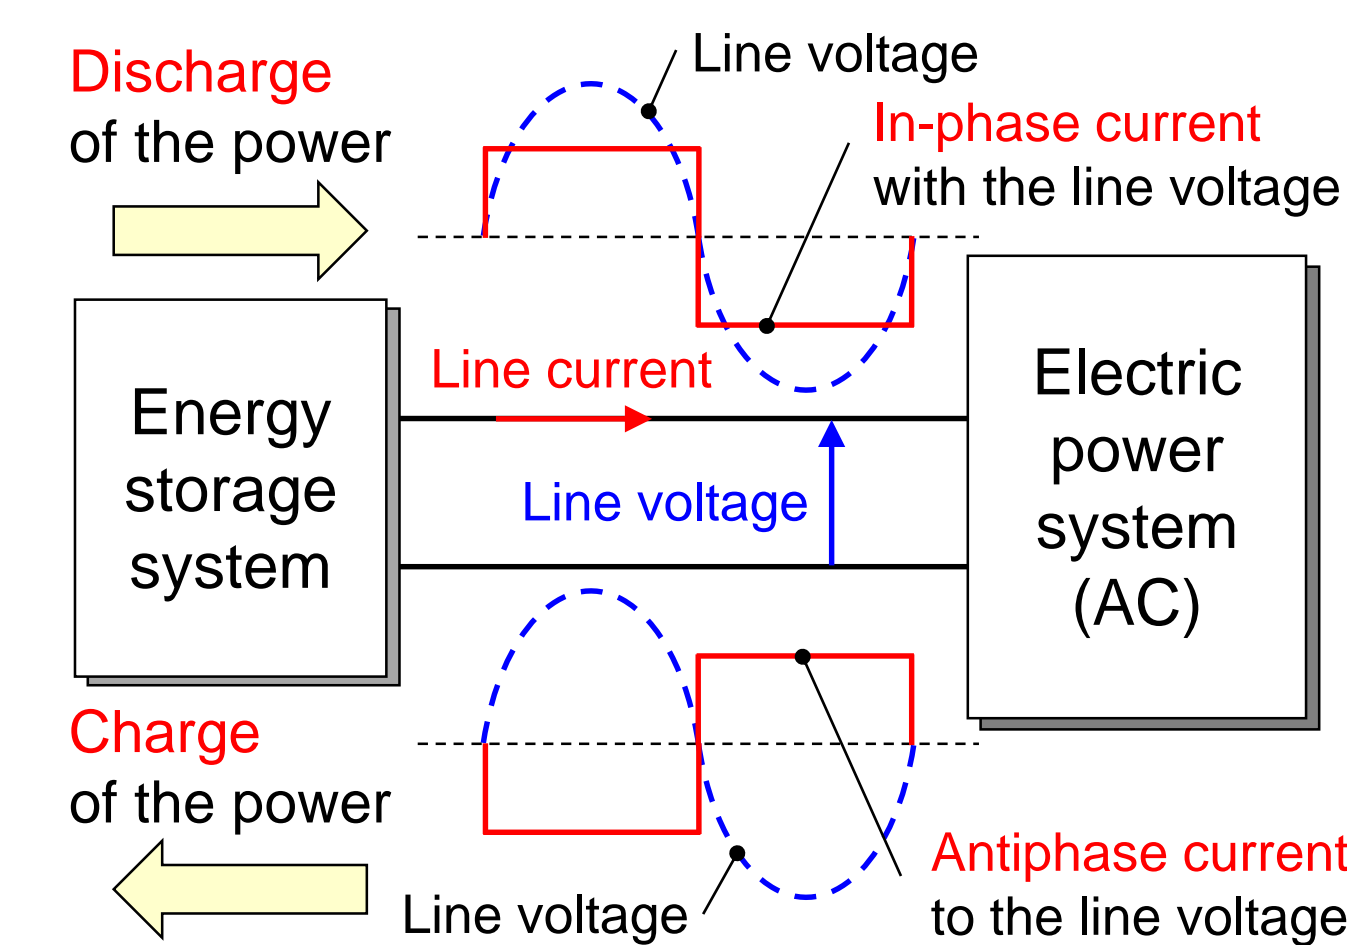 Discharge
of the power
Line voltage
In-phase current
with the line voltage
Energy
storage
system
Line current
Line voltage
Electric
power
system
(AC)
Charge
of the power
Line voltage
Antiphase current
to the line voltage